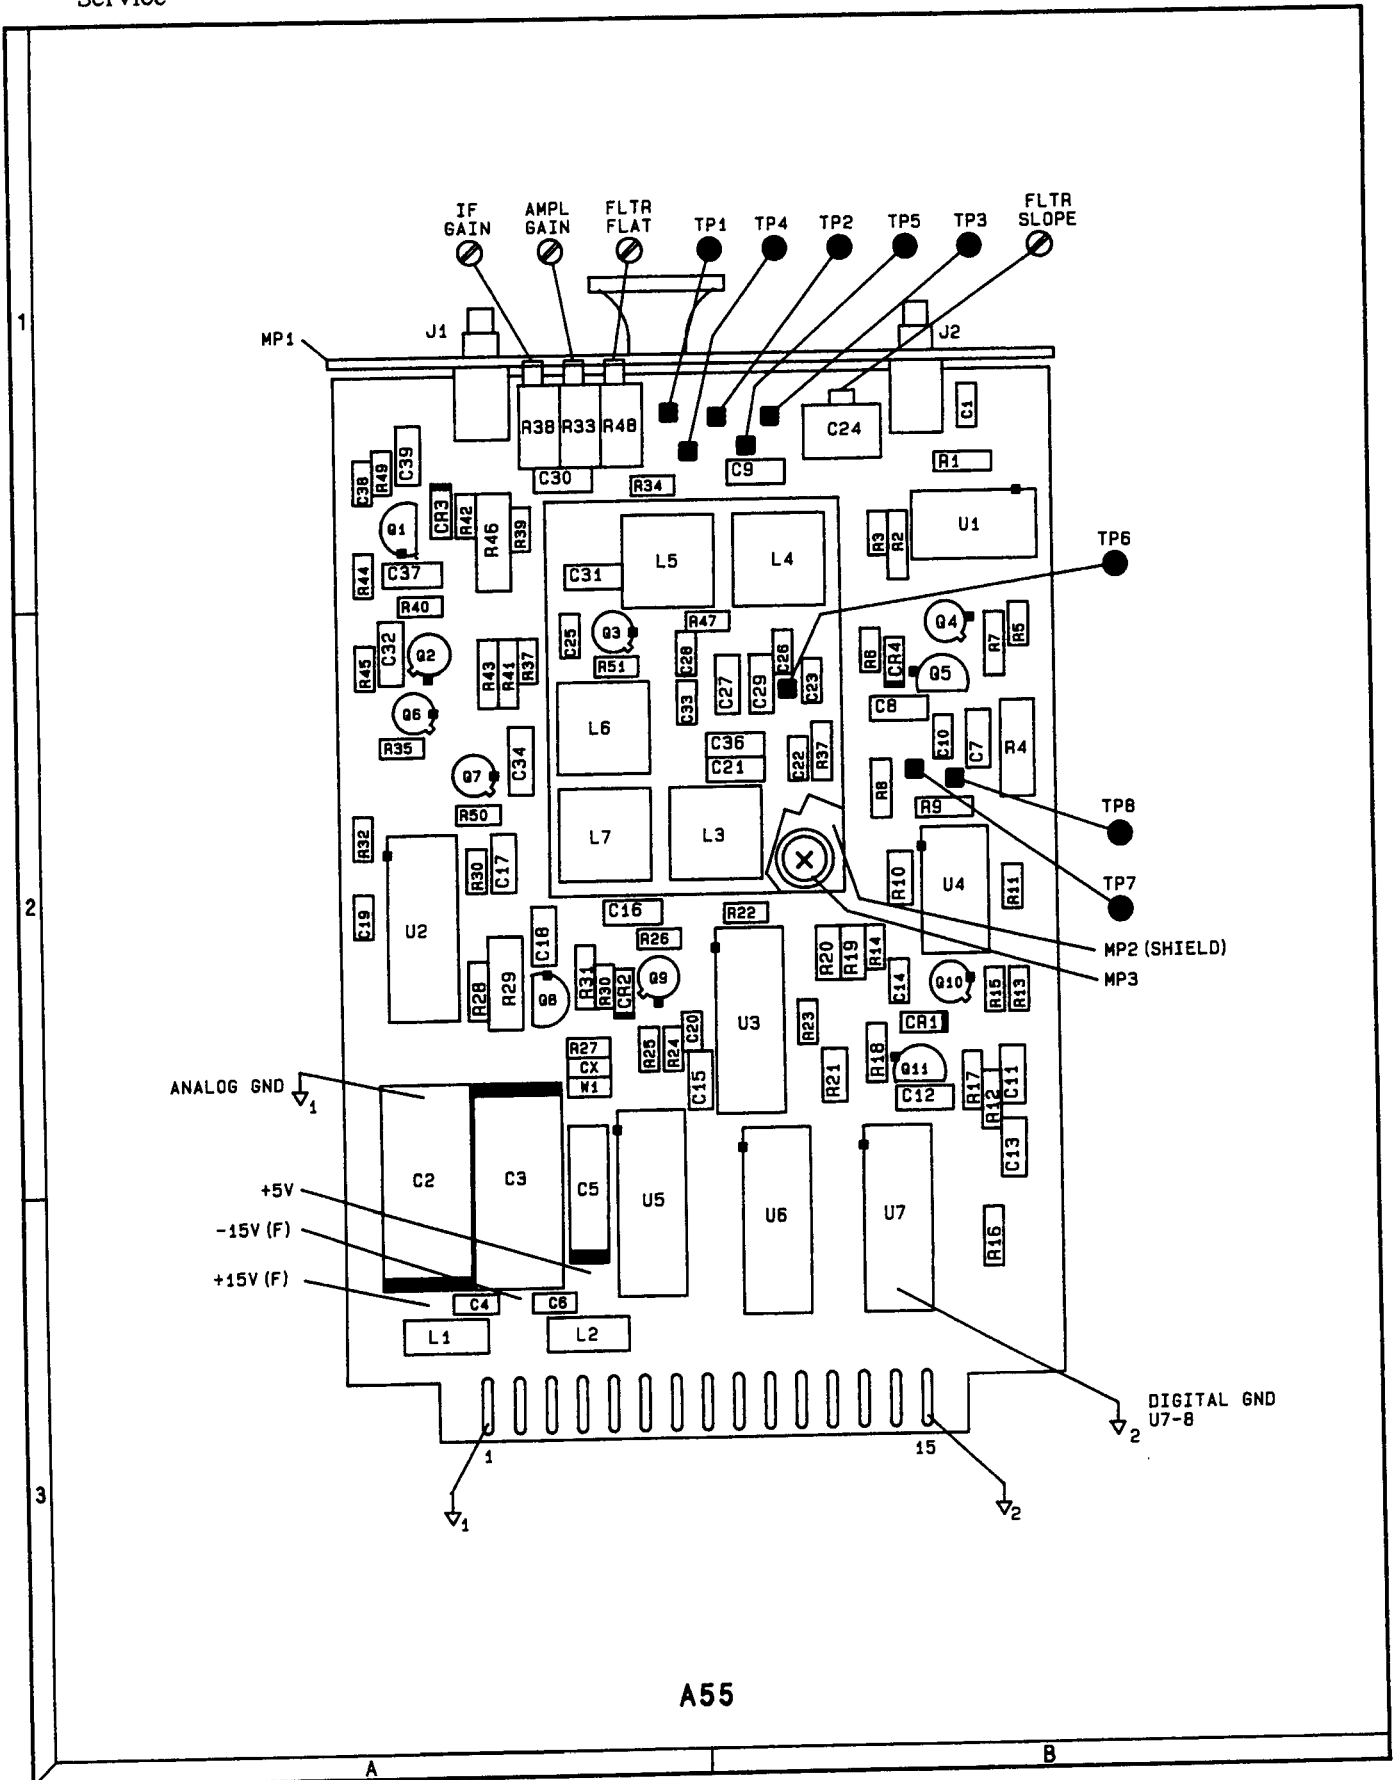 Service
IF GAIN
AMPL GAIN
FLTR FLAT
TP1
TP4
TP2
TP5
TP3
FLTR SLOPE
1
MP1
J1
J2
R38
R33
R48
C24
C1
C38
R49
C39
C30
R34
C9
R1
CR3
R42
R46
R39
Q1
L5
L4
R3
R2
U1
TP6
R44
C37
C31
R40
C25
Q3
R47
Q4
R7
R5
R45
C32
Q2
R43
R41
R37
R51
C28
C26
R6
CR4
Q5
C27
C29
C23
C33
Q6
L6
C8
R35
C34
C36
C21
C22
R37
C10
C7
R4
Q7
R8
R9
TP8
R50
R32
L7
L3
R30
C17
R10
U4
R11
TP7
2
C19
U2
C16
R22
C18
R26
R20
R19
R14
MP2 (SHIELD)
MP3
R28
R29
Q8
R31
R30
CR2
Q9
C14
Q10
R15
R13
U3
R23
CR1
C20
R27
R25
R24
R18
CX
W1
C15
R21
Q11
C12
R17
R12
C11
ANALOG GND
1
C13
C2
C3
C5
U5
U6
U7
+5V
-15V (F)
R16
+15V (F)
C4
C6
L1
L2
DIGITAL GND
U7-8
2
1
15
3
1
2
A55
A
B